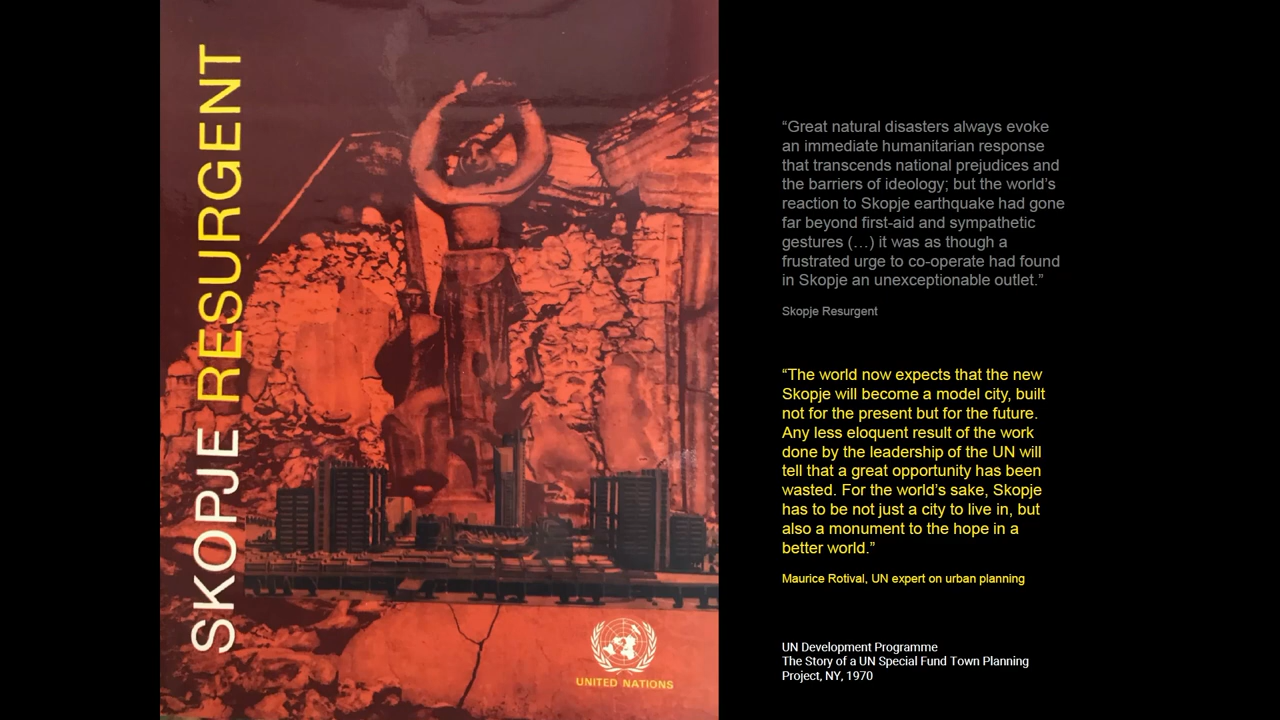 SKOPJE RESURGENT
UNITED NATIONS
“Great natural disasters always evoke
an immediate humanitarian response
that transcends national prejudices and
the barriers of ideology; but the world’s
reaction to Skopje earthquake had gone
far beyond first-aid and sympathetic
gestures (…) it was as though a
frustrated urge to co-operate had found
in Skopje an unexceptionable outlet.”
Skopje Resurgent
“The world now expects that the new
Skopje will become a model city, built
not for the present but for the future.
Any less eloquent result of the work
done by the leadership of the UN will
tell that a great opportunity has been
wasted. For the world’s sake, Skopje
has to be not just a city to live in, but
also a monument to the hope in a
better world.”
Maurice Rotival, UN expert on urban planning
UN Development Programme
The Story of a UN Special Fund Town Planning
Project, NY, 1970